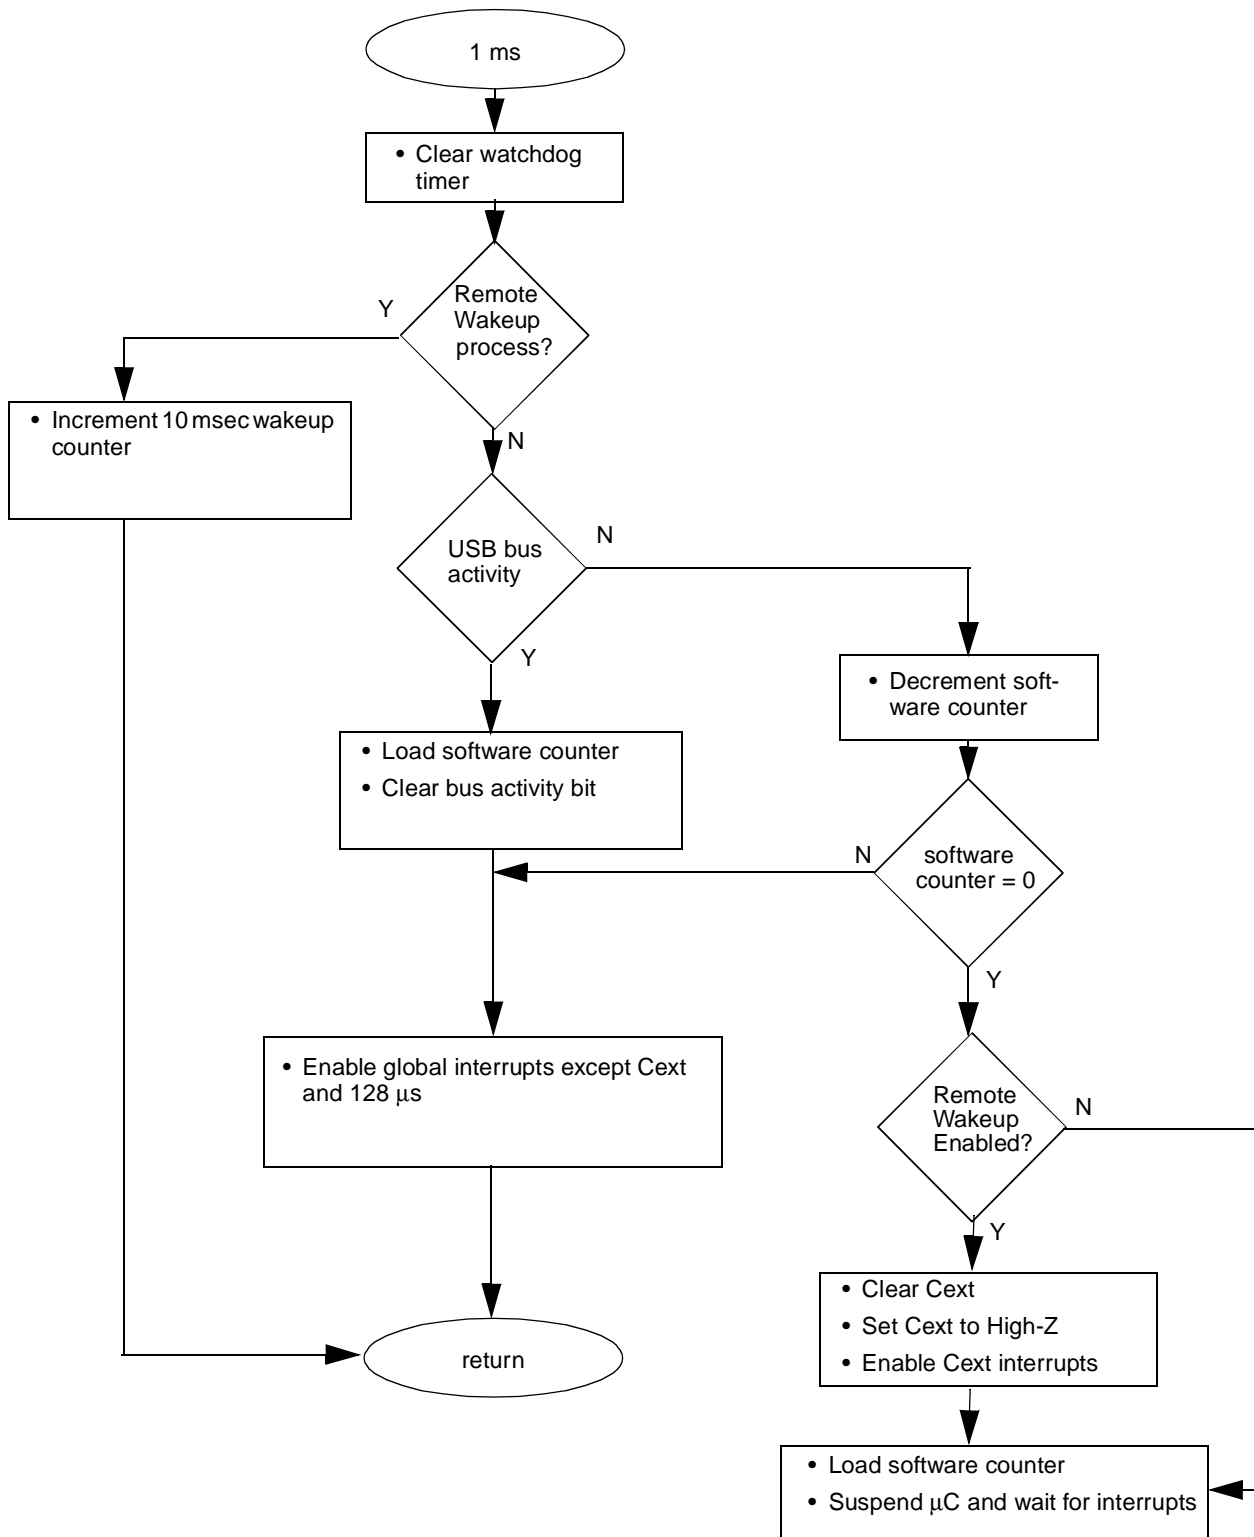 1 ms
• Clear watchdog
timer
Remote
Wakeup
process?
Y
N
• Increment 10 msec wakeup
counter
USB bus
activity
N
Y
• Decrement soft-
ware counter
• Load software counter
• Clear bus activity bit
software
counter = 0
N
Y
• Enable global interrupts except Cext
and 128 μs
Remote
Wakeup
Enabled?
N
Y
• Clear Cext
• Set Cext to High-Z
• Enable Cext interrupts
return
• Load software counter
• Suspend μC and wait for interrupts